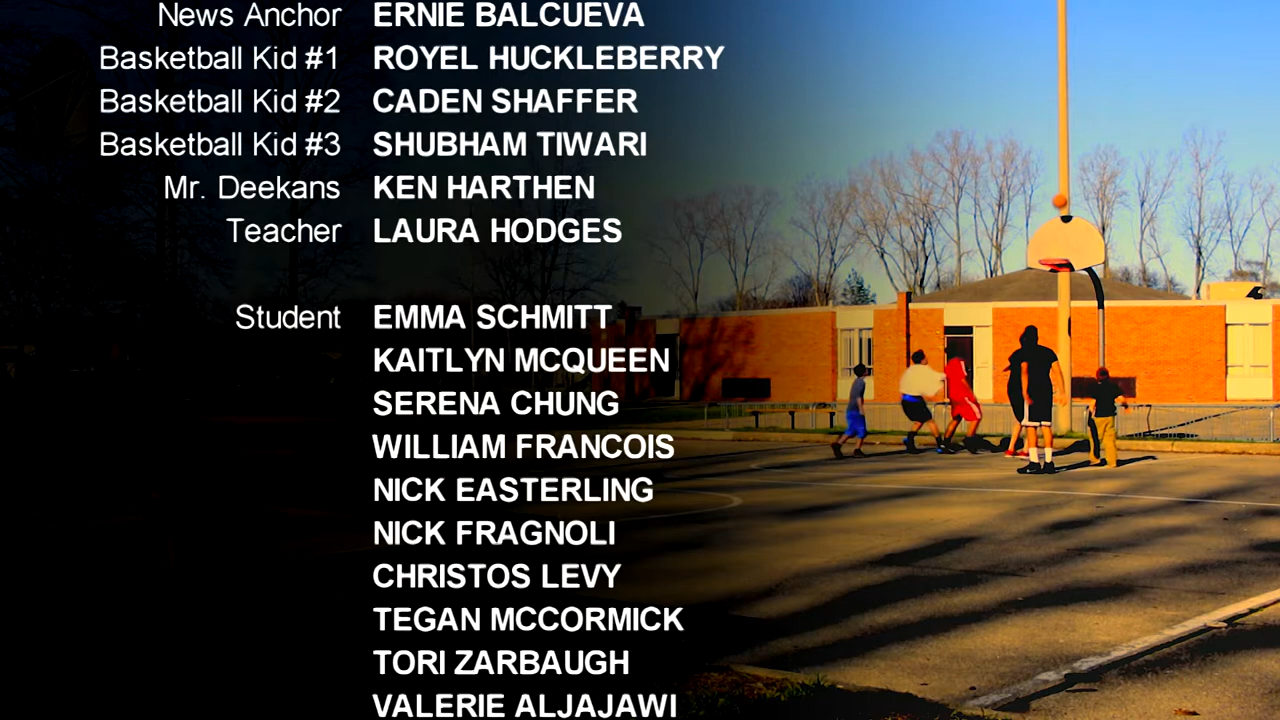 News Anchor ERNIE BALCUEVA
Basketball Kid #1 ROYEL HUCKLEBERRY
Basketball Kid #2 CADEN SHAFFER
Basketball Kid #3 SHUBHAM TIWARI
Mr. Deekans KEN HARTHEN
Teacher LAURA HODGES
Student EMMA SCHMITT
KAITLYN MCQUEEN
SERENA CHUNG
WILLIAM FRANCOIS
NICK EASTERLING
NICK FRAGNOLI
CHRISTOS LEVY
TEGAN MCCORMICK
TORI ZARBAUGH
VALERIE ALJAJAWI